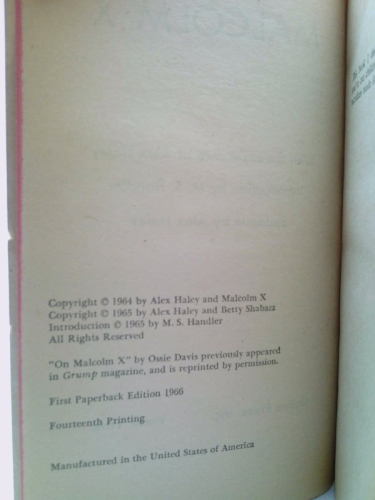 Copyright © 1964 by Alex Haley and Malcolm X
Copyright © 1965 by Alex Haley and Betty Shabazz
Introduction © 1965 by M. S. Handler
All Rights Reserved
"On Malcolm X" by Ossie Davis previously appeared
in Grump magazine, and is reprinted by permission.
First Paperback Edition 1966
Fourteenth Printing
Manufactured in the United States of America